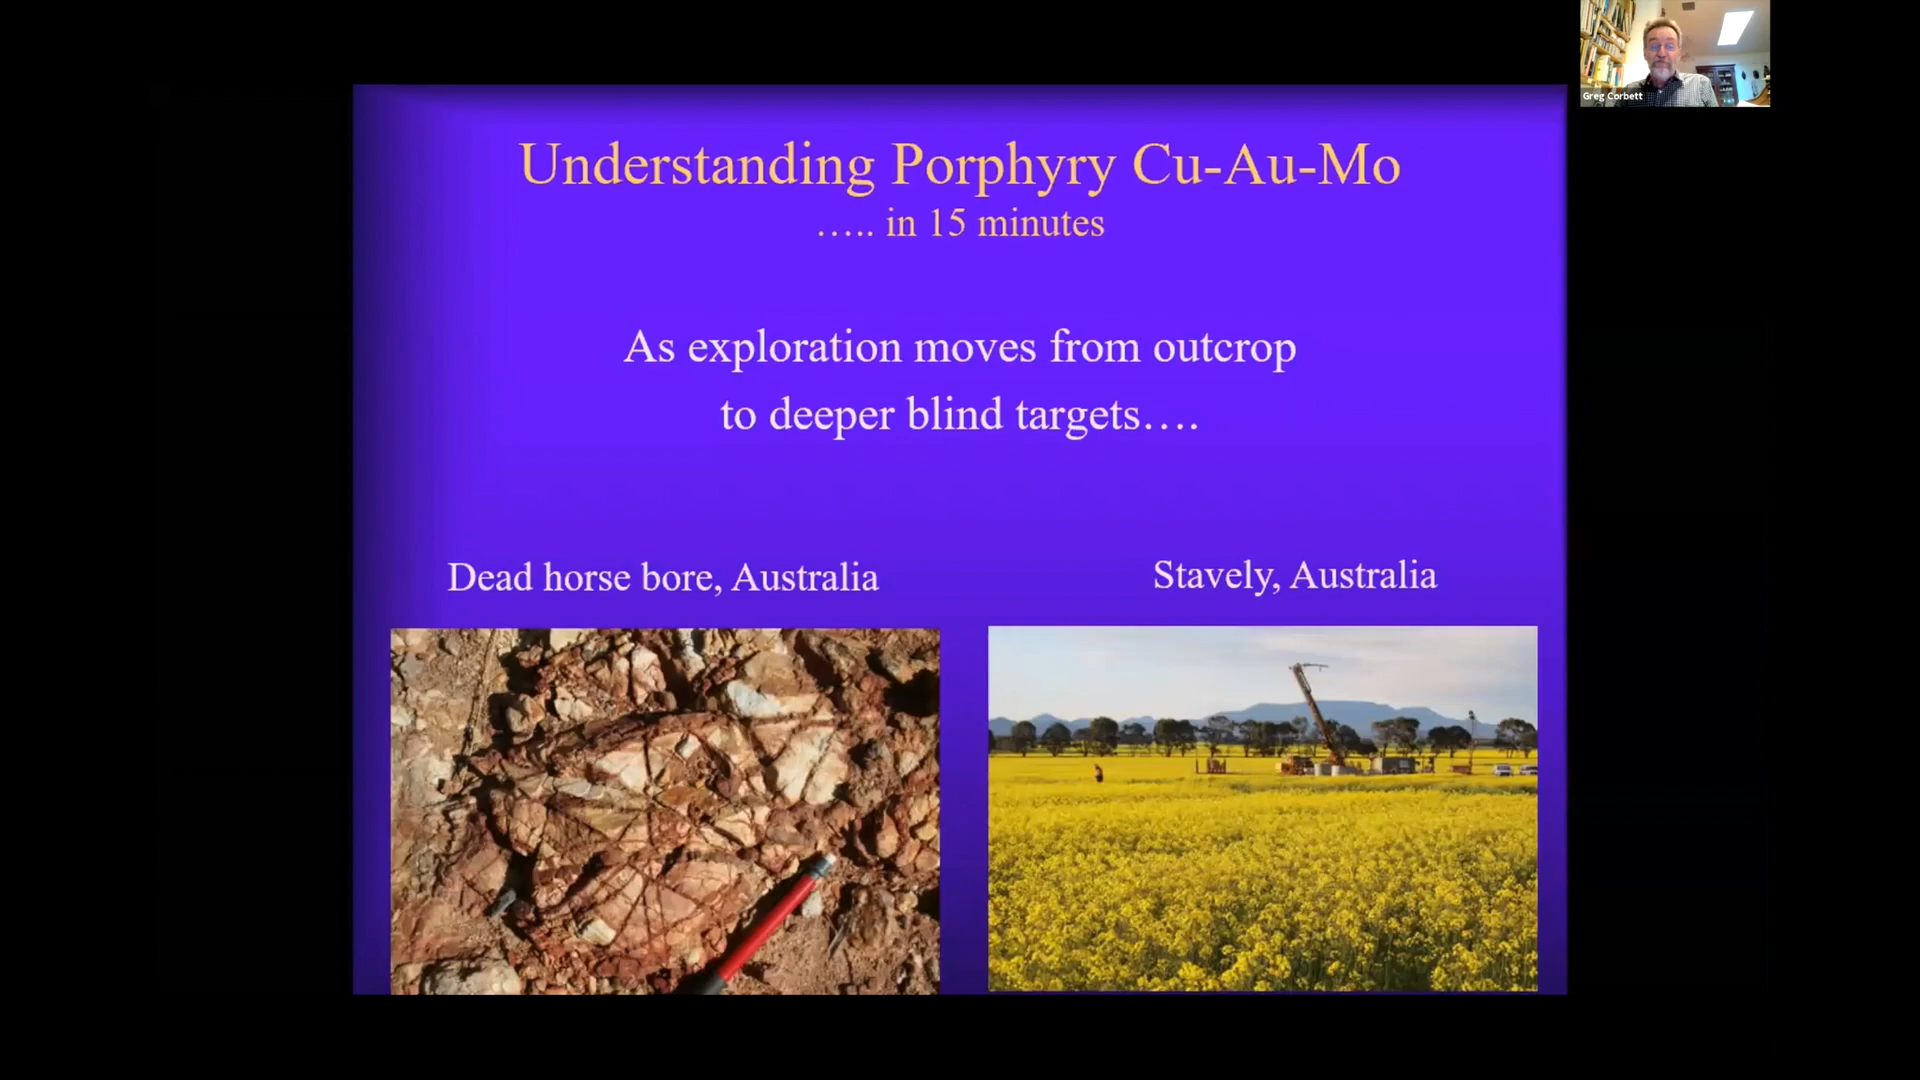 Greg Corbett
Understanding Porphyry Cu-Au-Mo
..... in 15 minutes
As exploration moves from outcrop
to deeper blind targets....
Dead horse bore, Australia
Stavely, Australia